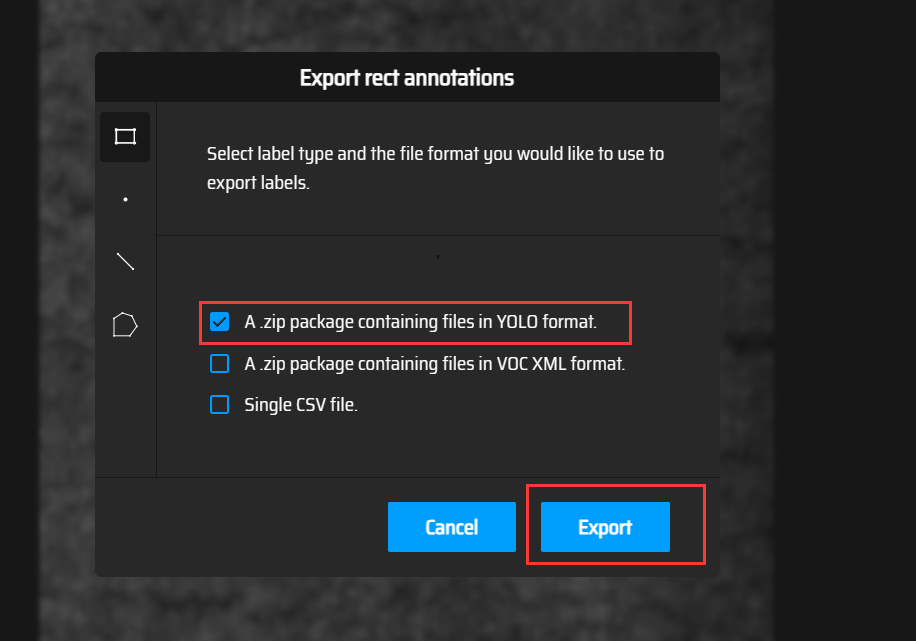 Export rect annotations
Select label type and the file format you would like to use to
export labels.
A .zip package containing files in YOLO format.
A .zip package containing files in VOC XML format.
Single CSV file.
Cancel
Export